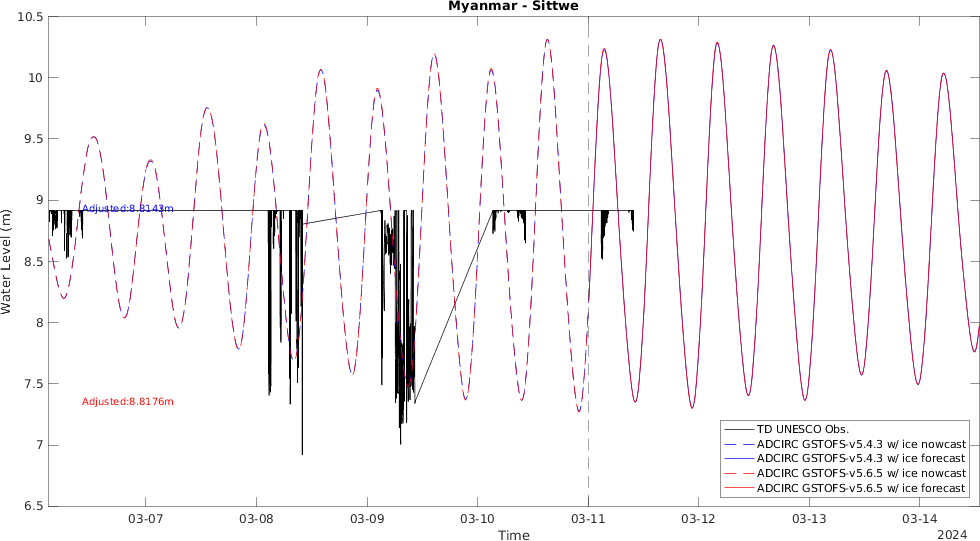 Myanmar - Sittwe
10.5
10
9.5
9
8.5
8
7.5
7
6.5
Water Level (m)
Adjusted:8.8143m
Adjusted:8.8176m
TD UNESCO Obs.
ADCIRC GSTOFS-v5.4.3 w/ ice nowcast
ADCIRC GSTOFS-v5.4.3 w/ ice forecast
ADCIRC GSTOFS-v5.6.5 w/ ice nowcast
ADCIRC GSTOFS-v5.6.5 w/ ice forecast
03-07 03-08 03-09 03-10 03-11 03-12 03-13 03-14
Time
2024